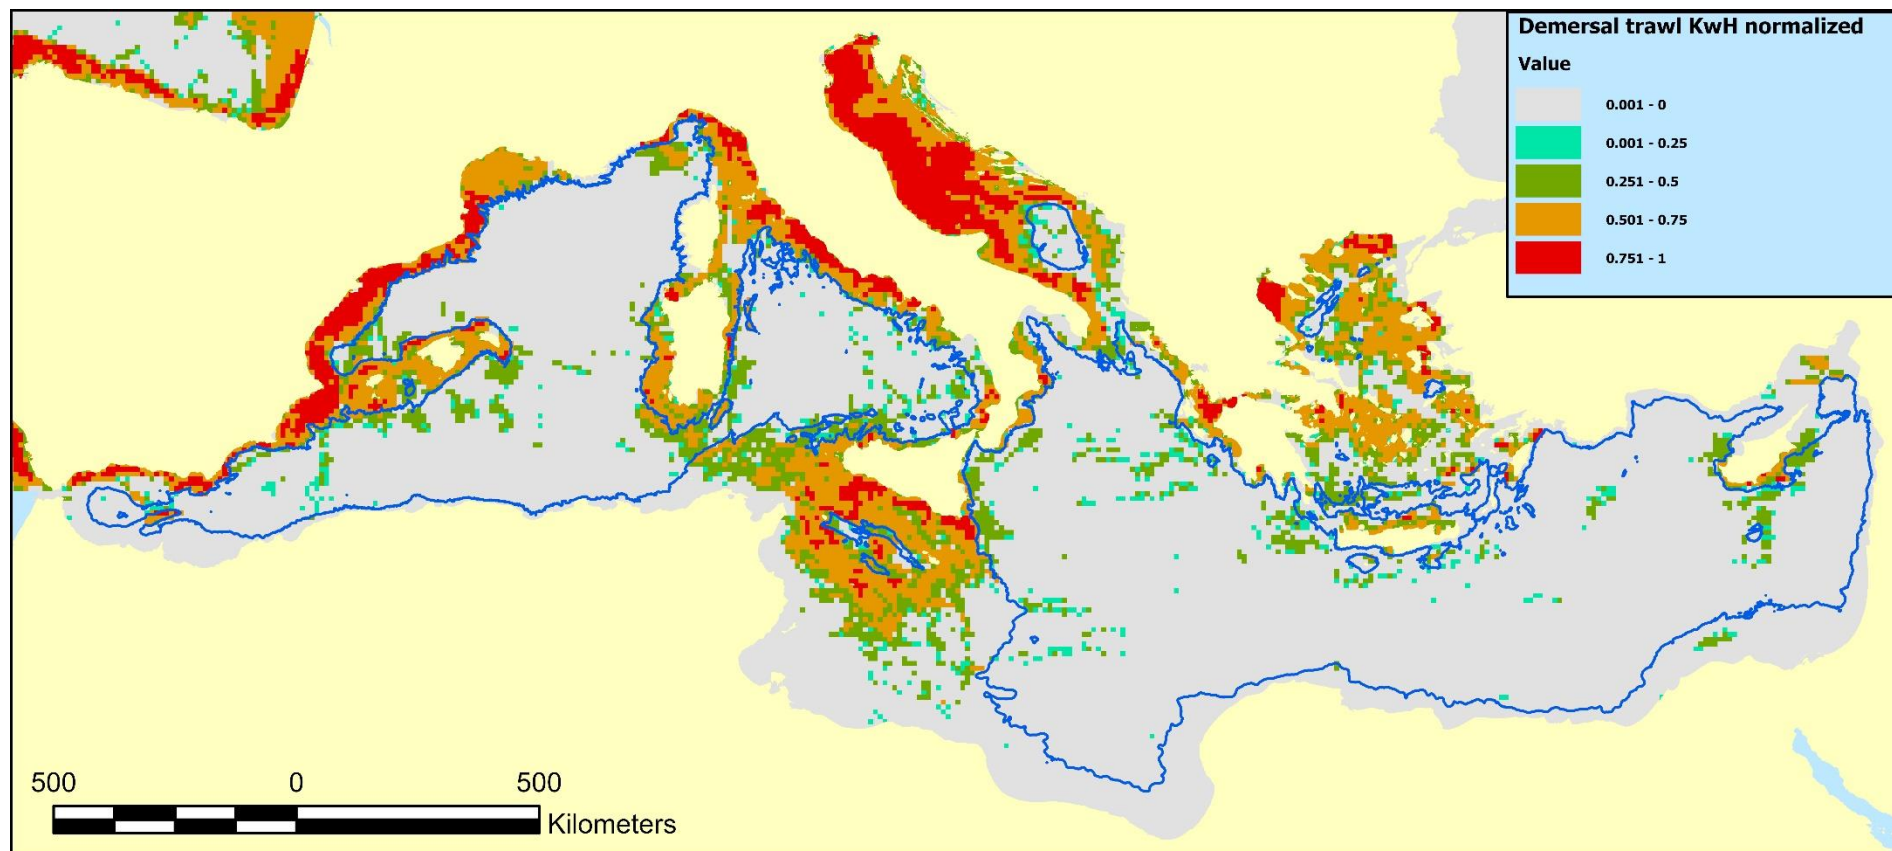 Demersal trawl KwH normalized
Value
0.001 - 0
0.001 - 0.25
0.251 - 0.5
0.501 - 0.75
0.751 - 1
500 0 500
Kilometers